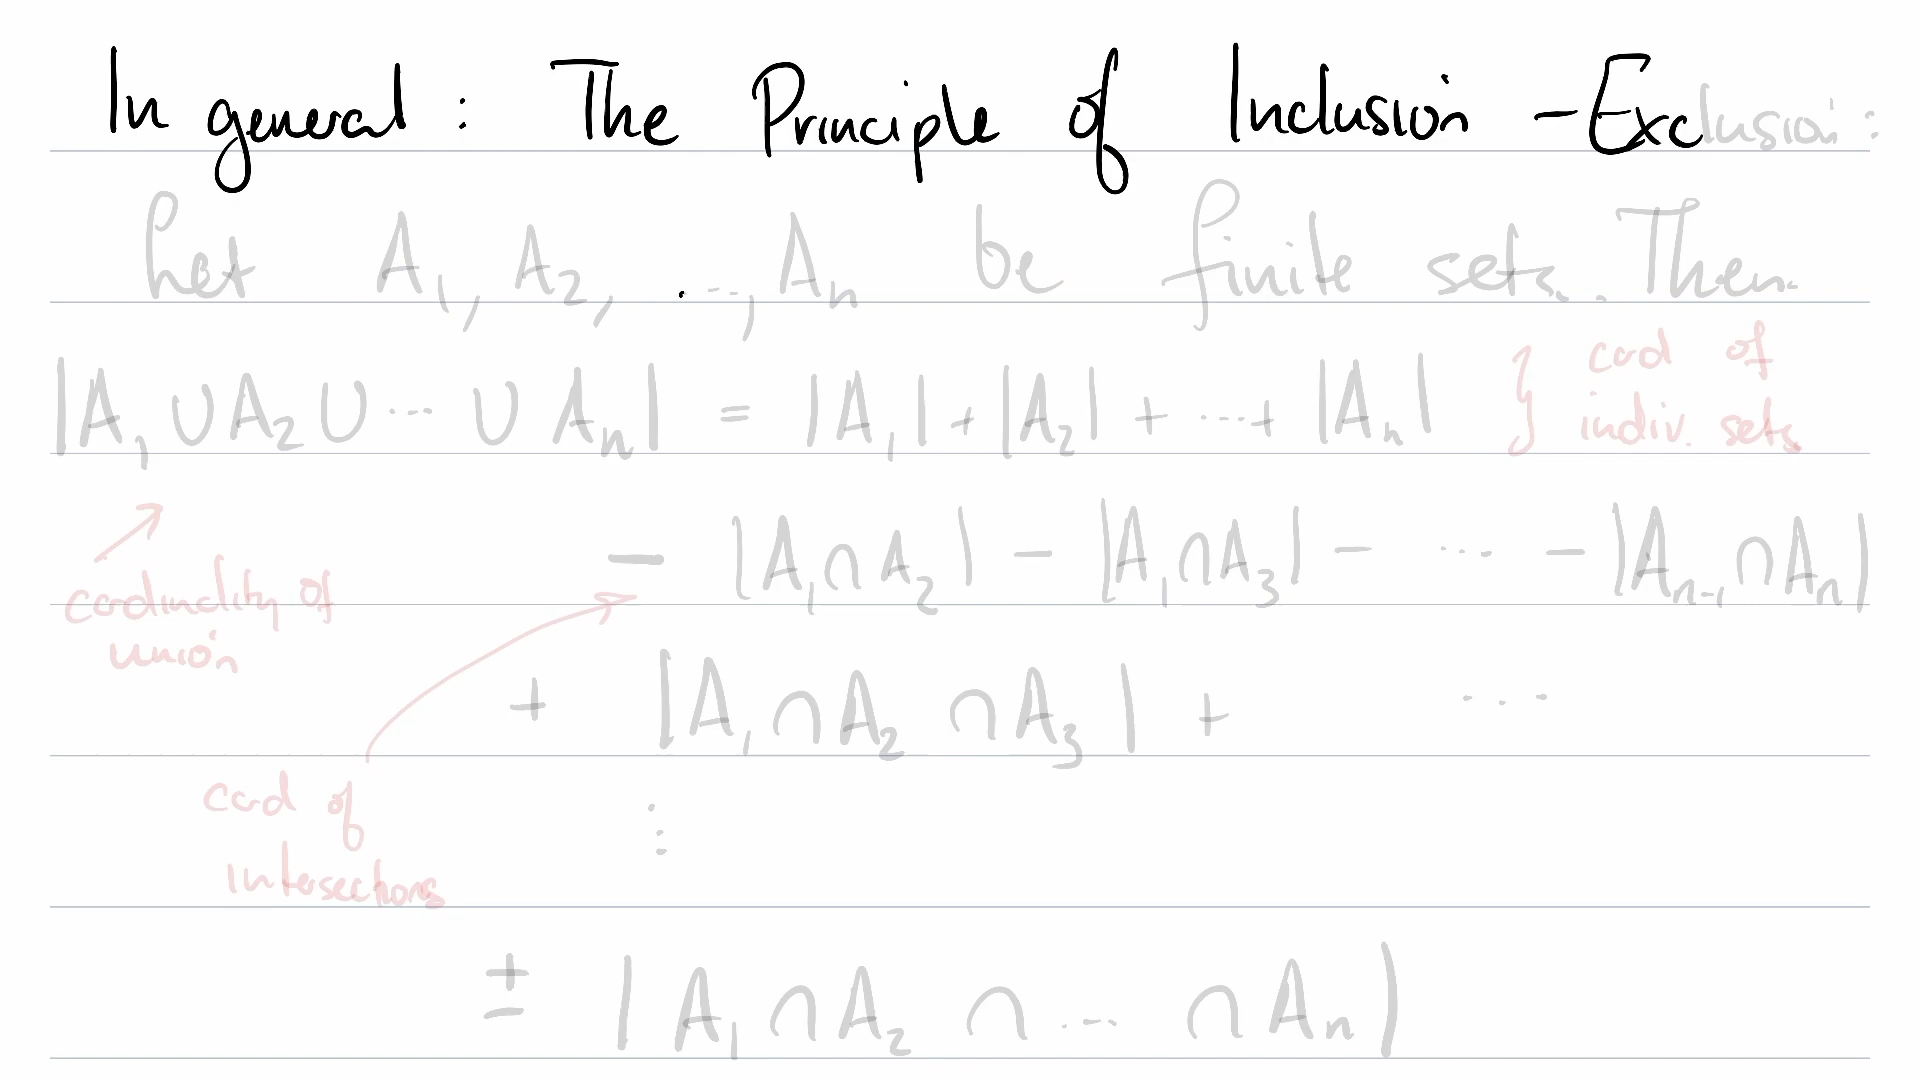 In general : The Principle of Inclusion - Exclusion :
Let A₁, A₂, ..., Aₙ be finite sets. Then
|A₁ ∪ A₂ ∪ ... ∪ Aₙ| = |A₁| + |A₂| + ... + |Aₙ| } card of indiv. sets
- |A₁ ∩ A₂| - |A₁ ∩ A₃| - ... - |Aₙ₋₁ ∩ Aₙ|
cardinality of
union
+ |A₁ ∩ A₂ ∩ A₃| + ...
card of
intersections
⋮
± |A₁ ∩ A₂ ∩ ... ∩ Aₙ|